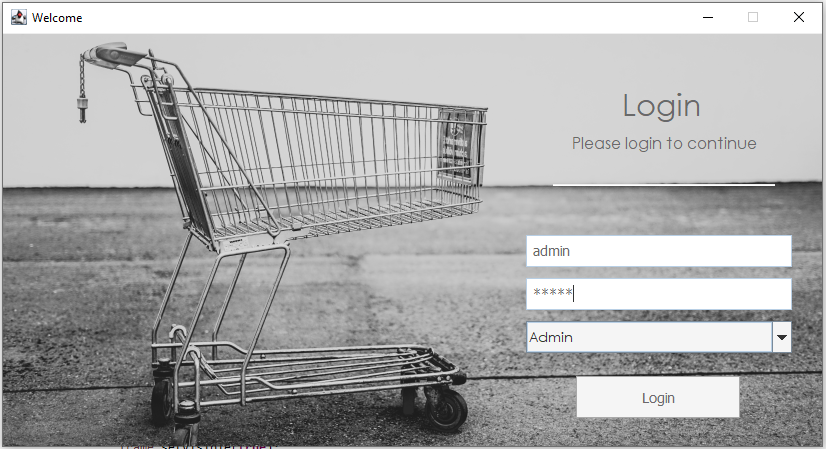 Welcome
Login
Please login to continue
admin
*****
Admin
Login